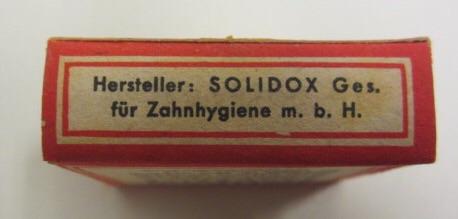 Hersteller: SOLIDOX Ges.
für Zahnhygiene m. b. H.